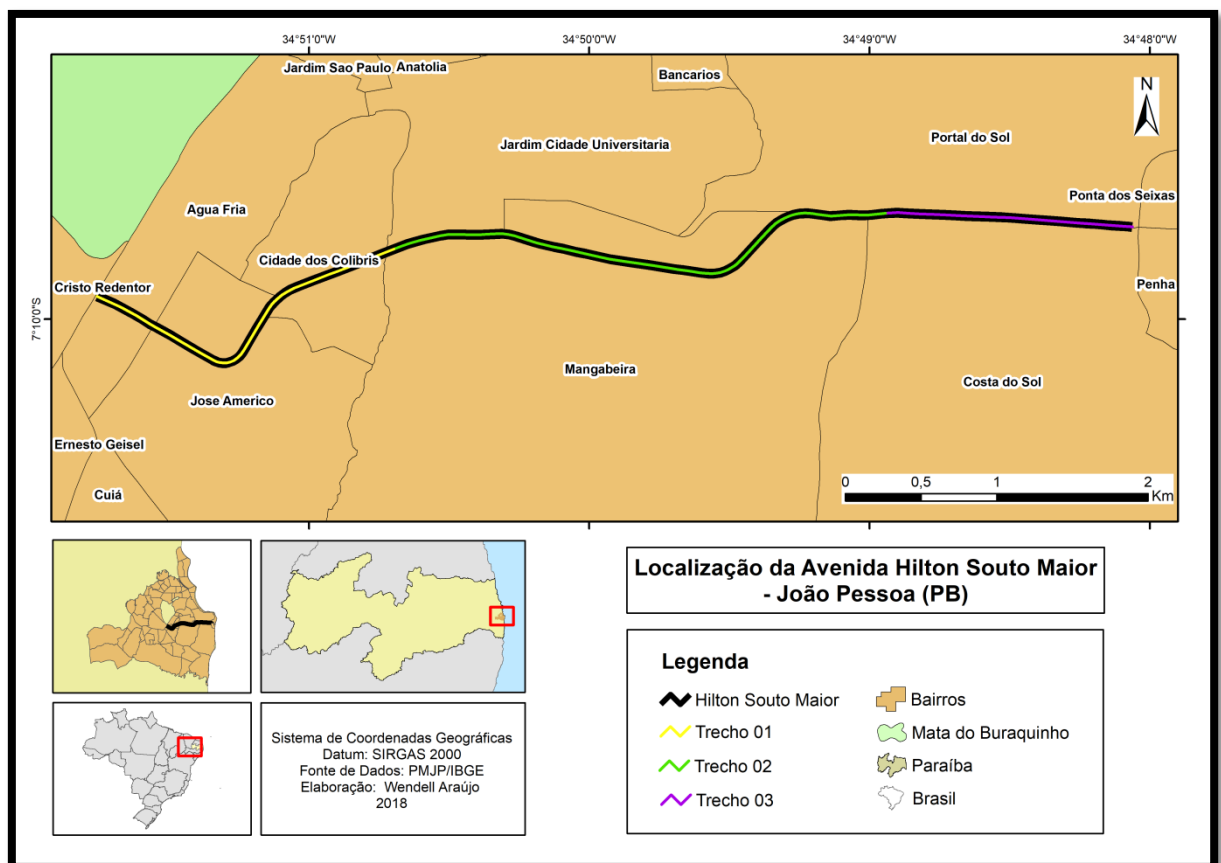 34°51'0"W
34°50'0"W
34°49'0"W
34°48'0"W
Jardim Sao Paulo
Anatolia
Bancarios
N
Jardim Cidade Universitaria
Portal do Sol
Ponta dos Seixas
Agua Fria
Cidade dos Colibris
Cristo Redentor
Penha
7°10'0"S
Mangabeira
Costa do Sol
Jose Americo
Ernesto Geisel
Cuiá
0
0,5
1
2
Km
Localização da Avenida Hilton Souto Maior
- João Pessoa (PB)
Legenda
Hilton Souto Maior
Trecho 01
Trecho 02
Trecho 03
Bairros
Mata do Buraquinho
Paraíba
Brasil
Sistema de Coordenadas Geográficas
Datum: SIRGAS 2000
Fonte de Dados: PMJP/IBGE
Elaboração: Wendell Araújo
2018